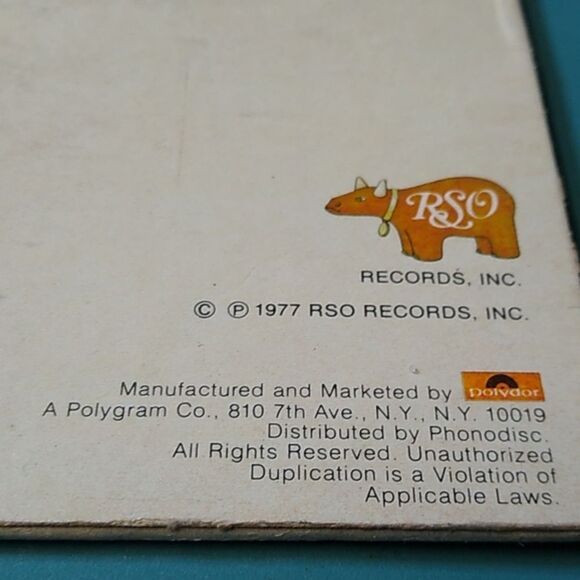 RSO
RECORDS, INC.
© ℗ 1977 RSO RECORDS, INC.
Manufactured and Marketed by polydor
A Polygram Co., 810 7th Ave., N.Y., N.Y. 10019
Distributed by Phonodisc.
All Rights Reserved. Unauthorized
Duplication is a Violation of
Applicable Laws.